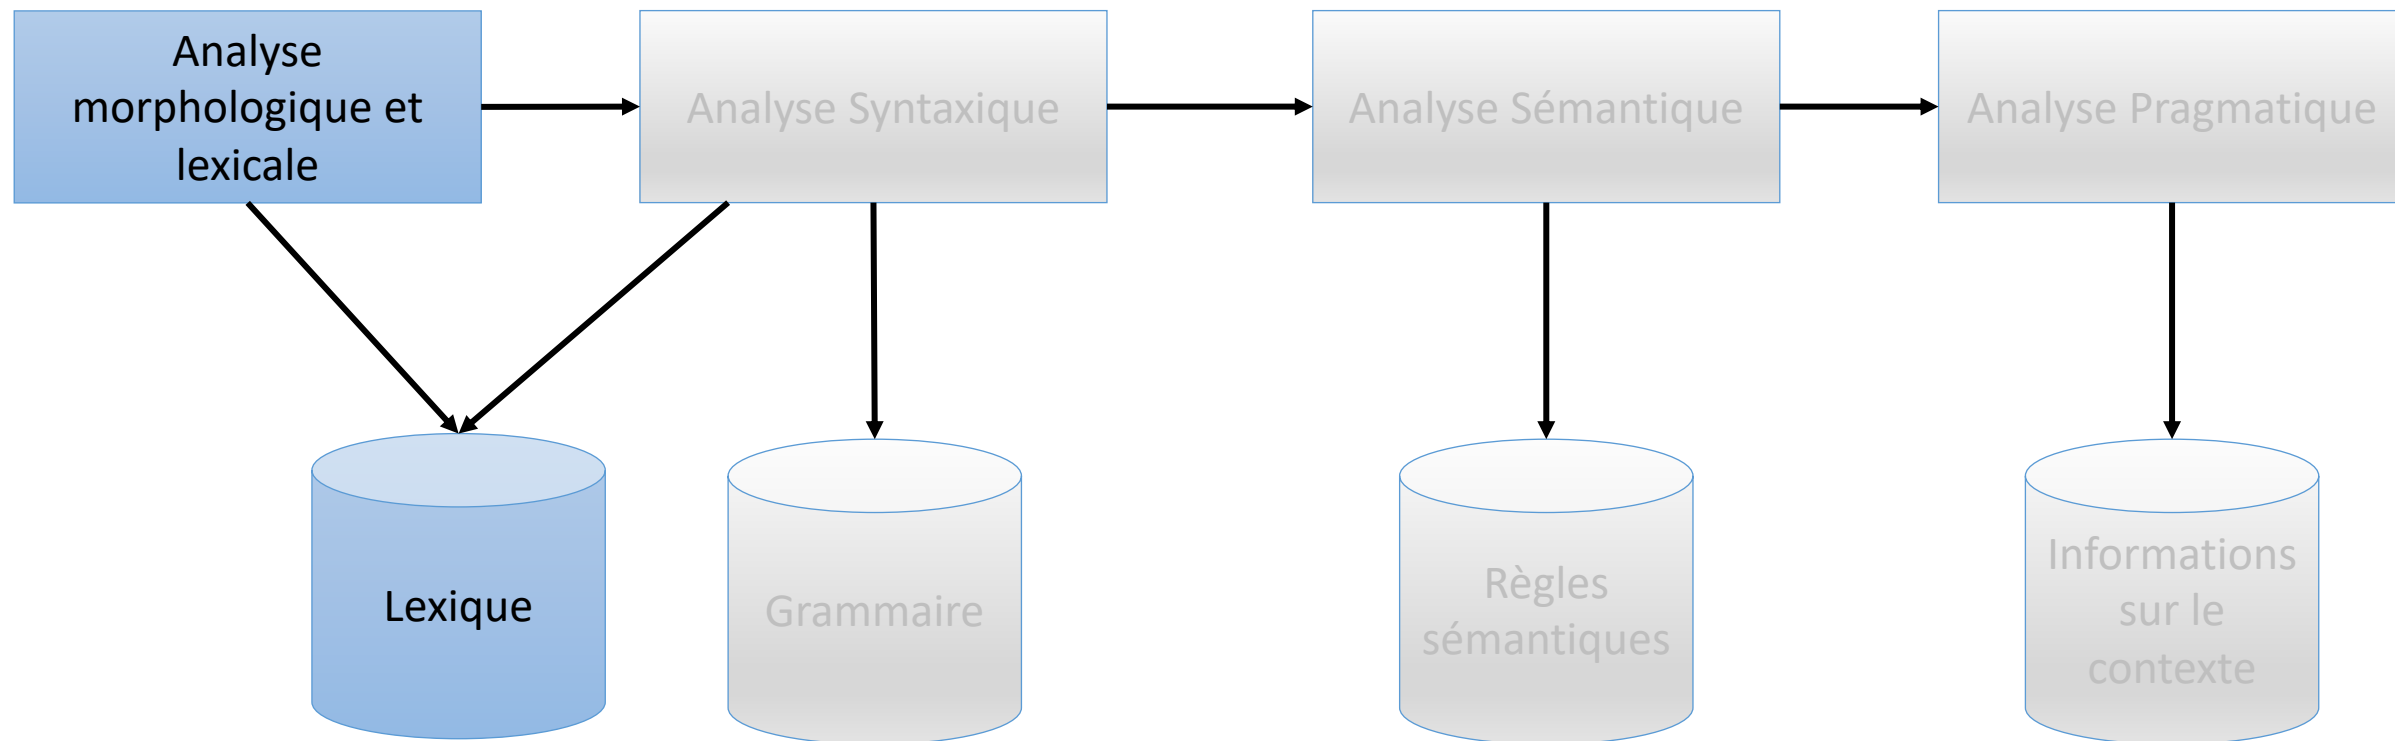 Analyse
morphologique et
lexicale
Analyse Syntaxique
Analyse Sémantique
Analyse Pragmatique
Lexique
Grammaire
Règles
sémantiques
Informations
sur le
contexte